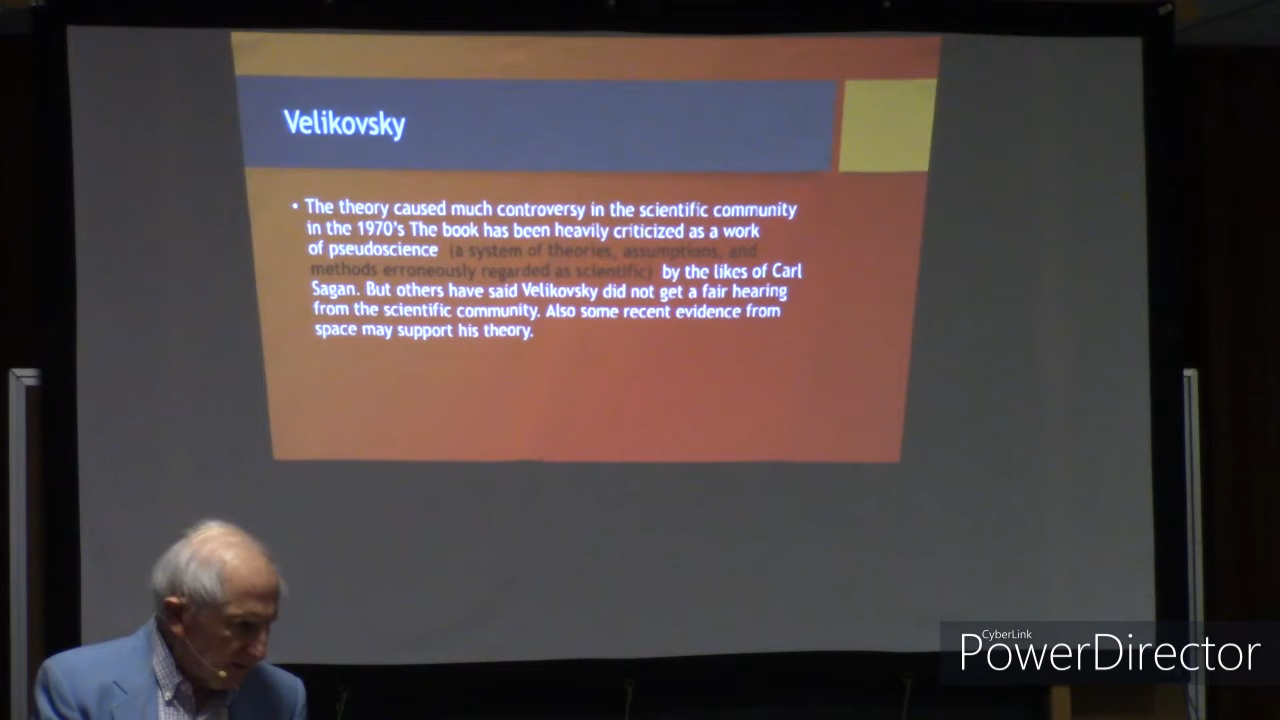 Velikovsky
• The theory caused much controversy in the scientific community
in the 1970's The book has been heavily criticized as a work
of pseudoscience (a system of theories, assumptions, and
methods erroneously regarded as scientific) by the likes of Carl
Sagan. But others have said Velikovsky did not get a fair hearing
from the scientific community. Also some recent evidence from
space may support his theory.
CyberLink
PowerDirector